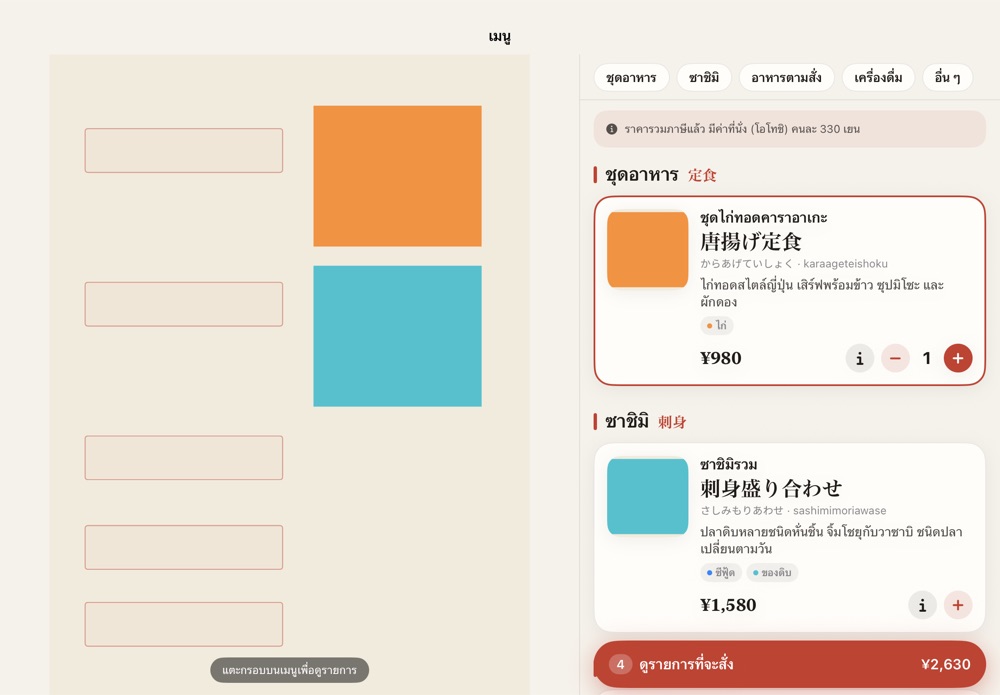 เมนู
แตะกรอบบนเมนูเพื่อดูรายการ
ชุดอาหาร
ซาชิมิ
อาหารตามสั่ง
เครื่องดื่ม
อื่น ๆ
ราคารวมภาษีแล้ว มีค่าที่นั่ง (โอโทชิ) คนละ 330 เยน
ชุดอาหาร 定食
ชุดไก่ทอดคาราอาเกะ
唐揚げ定食
からあげていしょく · karaageteishoku
ไก่ทอดสไตล์ญี่ปุ่น เสิร์ฟพร้อมข้าว ซุปมิโซะ และ
ผักดอง
ไก่
¥980
i − 1 +
ซาชิมิ 刺身
ซาชิมิรวม
刺身盛り合わせ
さしみもりあわせ · sashimimoriawase
ปลาดิบหลายชนิดหั่นชิ้น จิ้มโชยุกับวาซาบิ ชนิดปลา
เปลี่ยนตามวัน
ซีฟู้ด
ของดิบ
¥1,580
i +
4 ดูรายการที่จะสั่ง ¥2,630